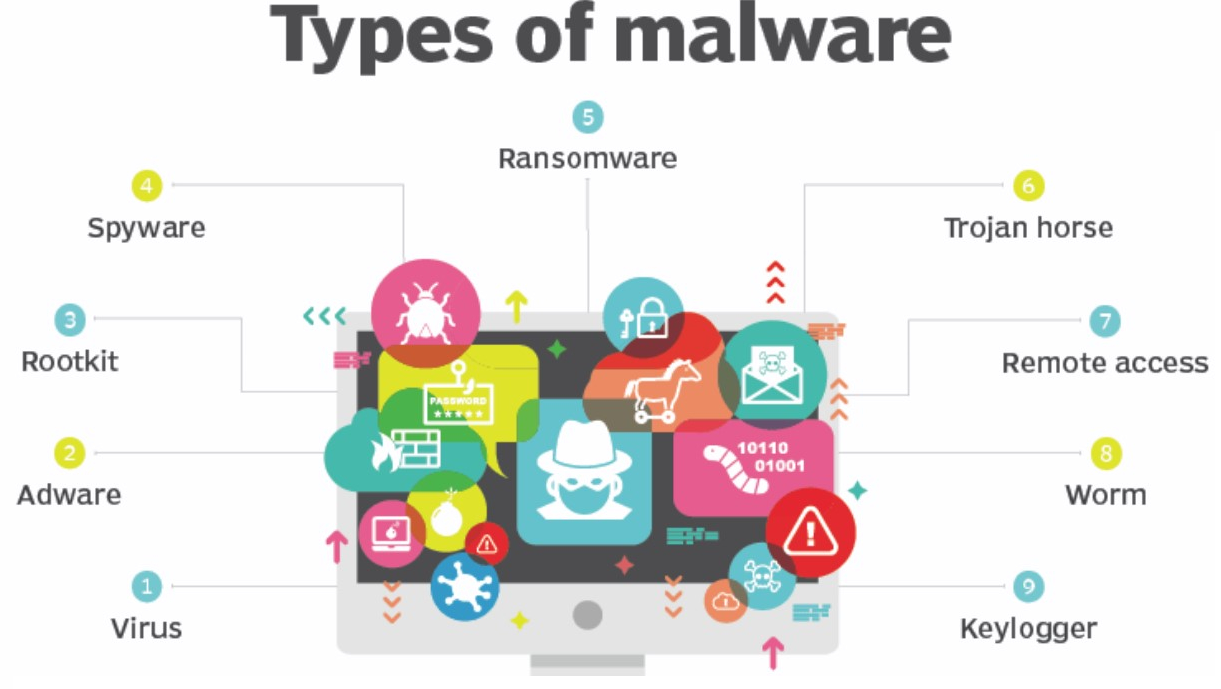 Types of malware
5
Ransomware
4
Spyware
6
Trojan horse
3
Rootkit
7
Remote access
2
Adware
8
Worm
1
Virus
9
Keylogger
PASSWORD
*****
10110
01001